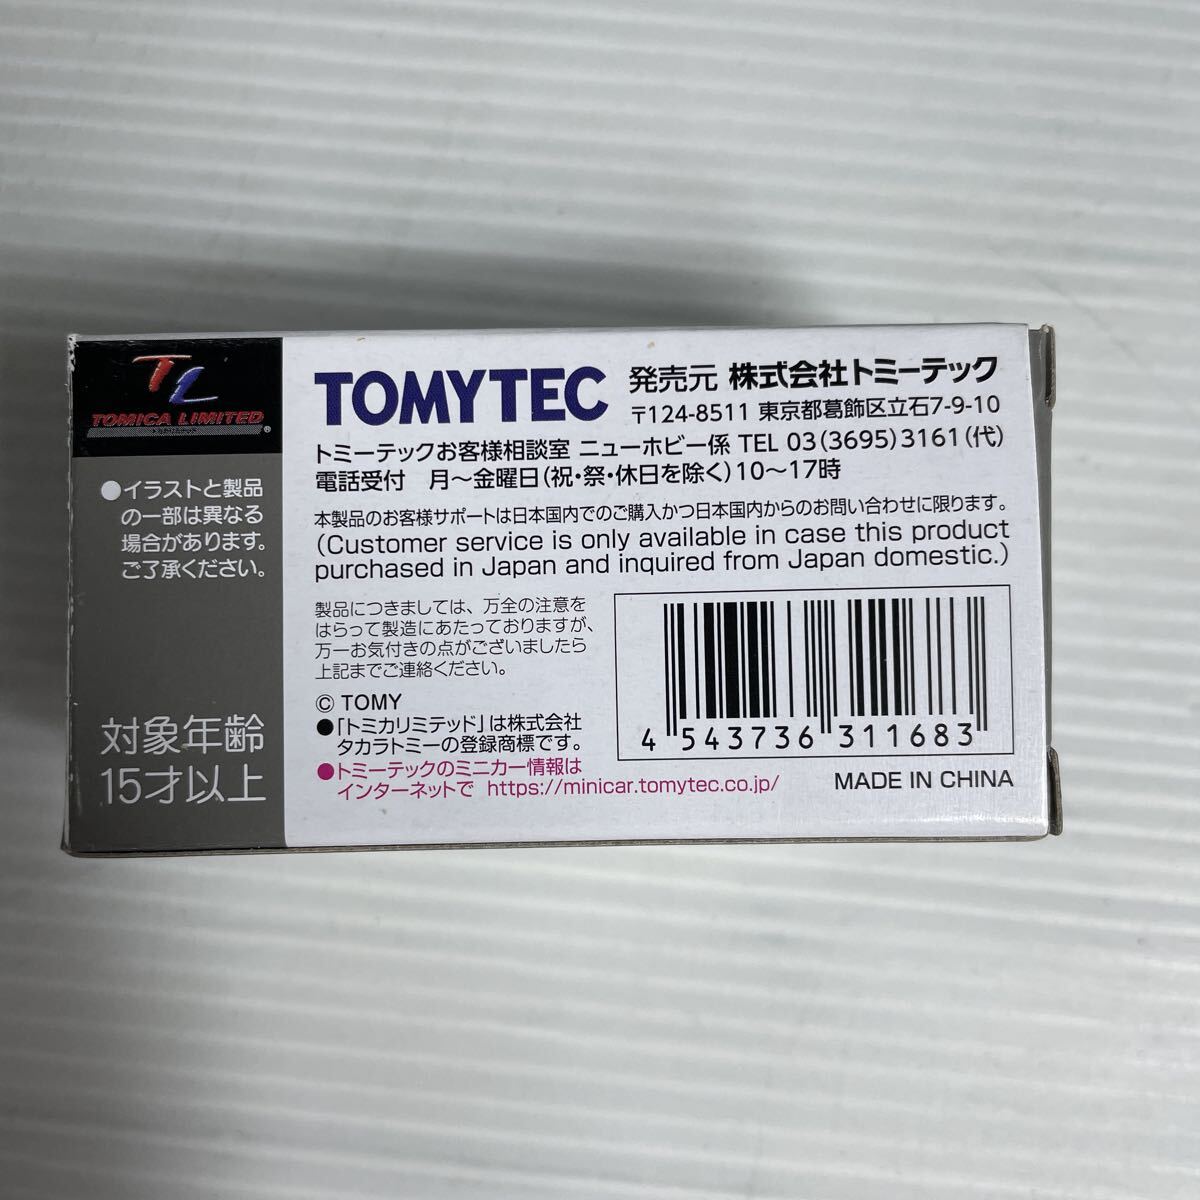 TL
TOMICA LIMITED
®
●イラストと製品
の一部は異なる
場合があります。
ご了承ください。
対象年齢
15才以上
TOMYTEC 発売元 株式会社トミーテック
〒124-8511 東京都葛飾区立石7-9-10
トミーテックお客様相談室 ニューホビー係 TEL 03(3695)3161(代)
電話受付 月～金曜日(祝・祭・休日を除く)10～17時
本製品のお客様サポートは日本国内でのご購入かつ日本国内からのお問い合わせに限ります。
(Customer service is only available in case this product
purchased in Japan and inquired from Japan domestic.)
製品につきましては、万全の注意を
はらって製造にあたっておりますが、
万一お気付きの点がございましたら
上記までご連絡ください。
© TOMY
●「トミカリミテッド」は株式会社
タカラトミーの登録商標です。
●トミーテックのミニカー情報は
インターネットで https://minicar.tomytec.co.jp/
4 543736 311683
MADE IN CHINA